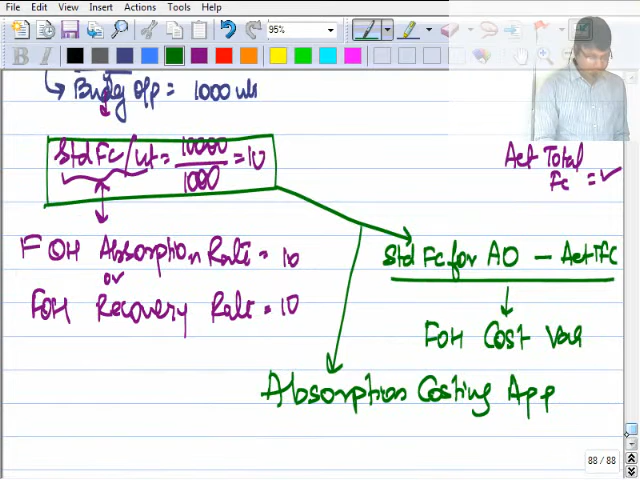 File Edit View Insert Actions Tools Help
95%
Budg Opp = 1000 uts
Std Fc/ut = 10000/1000 = 10
Act Total
Fc = ✓
FOH Absorption Rate = 10
or
FOH Recovery Rate = 10
Std Fc for AO - Act TFC
FOH Cost Var
Absorption Costing App
88 / 88